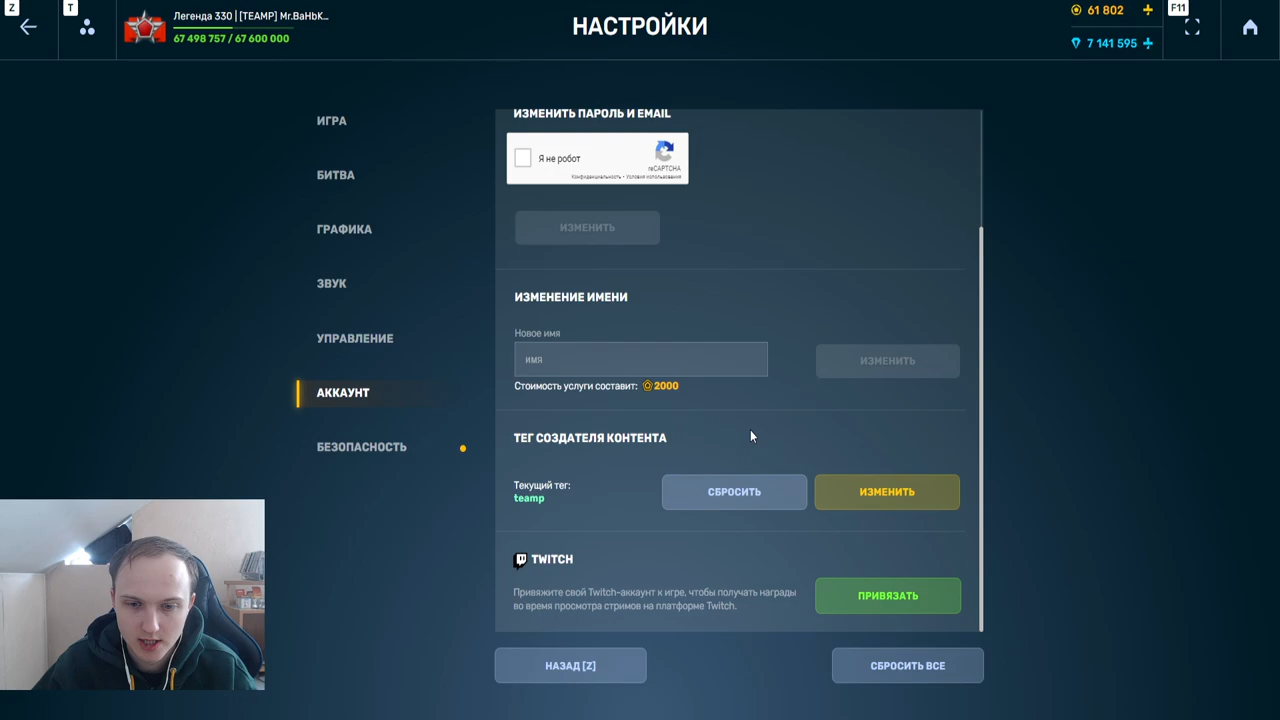 Z
T
Легенда 330 | [TEAMP] Mr.BaHbK...
67 498 757 / 67 600 000
НАСТРОЙКИ
61 802 +
7 141 595 +
F11
ИГРА
БИТВА
ГРАФИКА
ЗВУК
УПРАВЛЕНИЕ
АККАУНТ
БЕЗОПАСНОСТЬ
ИЗМЕНИТЬ ПАРОЛЬ И EMAIL
Я не робот
reCAPTCHA
Конфиденциальность • Условия использования
ИЗМЕНИТЬ
ИЗМЕНЕНИЕ ИМЕНИ
Новое имя
имя
ИЗМЕНИТЬ
Стоимость услуги составит: 2000
ТЕГ СОЗДАТЕЛЯ КОНТЕНТА
Текущий тег:
teamp
СБРОСИТЬ
ИЗМЕНИТЬ
TWITCH
Привяжите свой Twitch-аккаунт к игре, чтобы получать награды
во время просмотра стримов на платформе Twitch.
ПРИВЯЗАТЬ
НАЗАД [Z]
СБРОСИТЬ ВСЕ